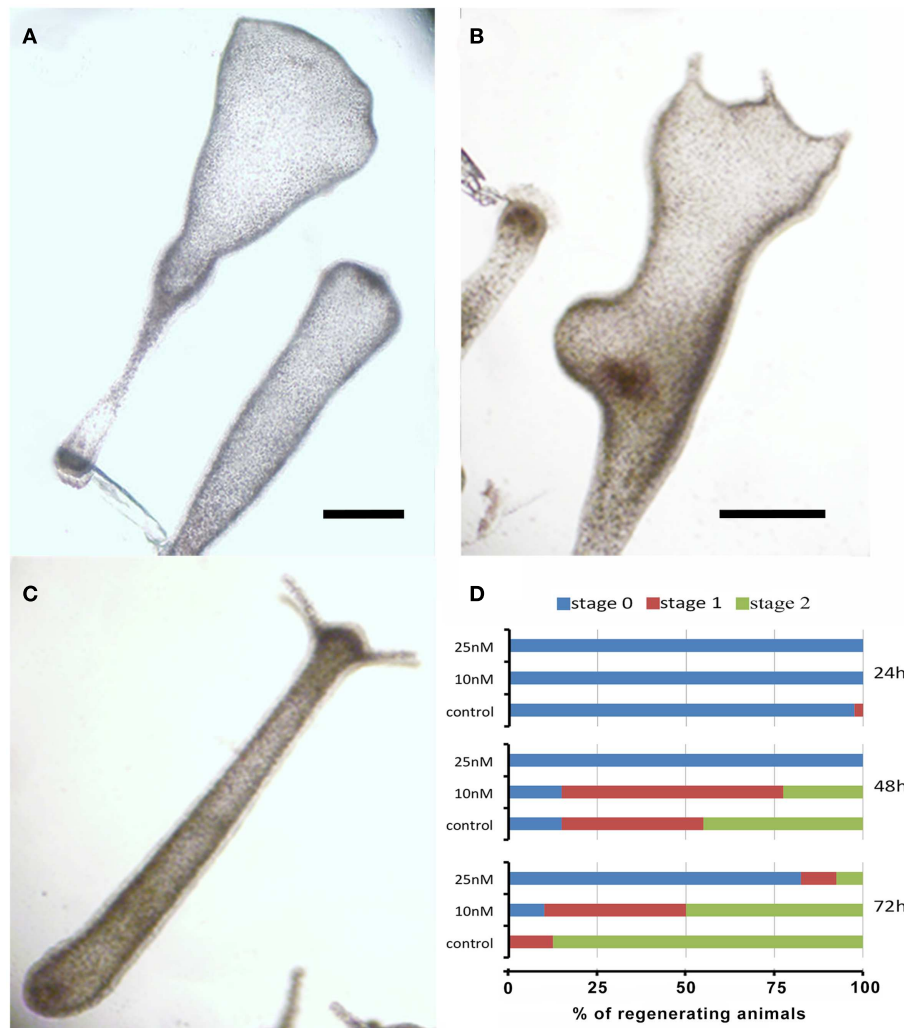 A
B
C
D
stage 0 stage 1 stage 2
25nM
10nM
control
24h
25nM
10nM
control
48h
25nM
10nM
control
72h
0 25 50 75 100
% of regenerating animals